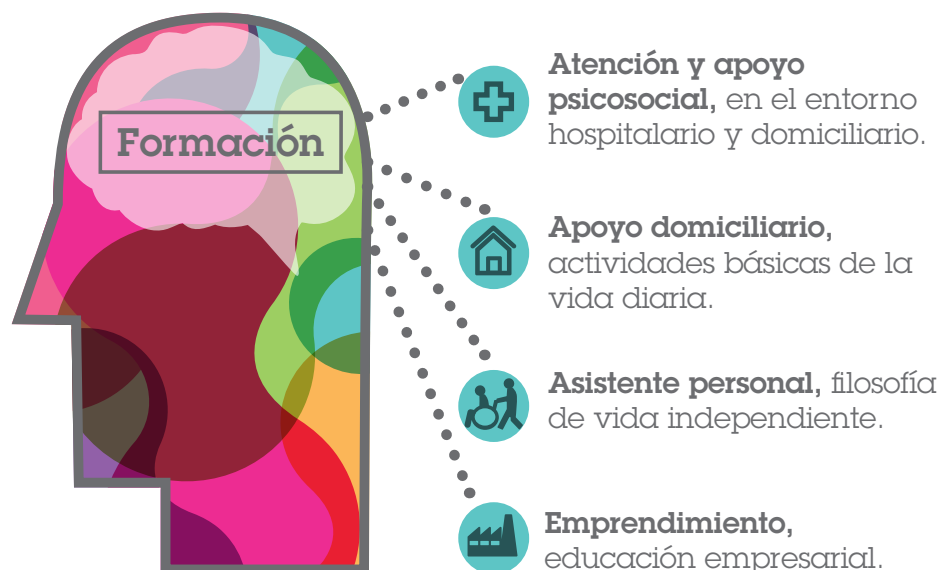 Formación
Atención y apoyo
psicosocial, en el entorno
hospitalario y domiciliario.
Apoyo domiciliario,
actividades básicas de la
vida diaria.
Asistente personal, filosofía
de vida independiente.
Emprendimiento,
educación empresarial.